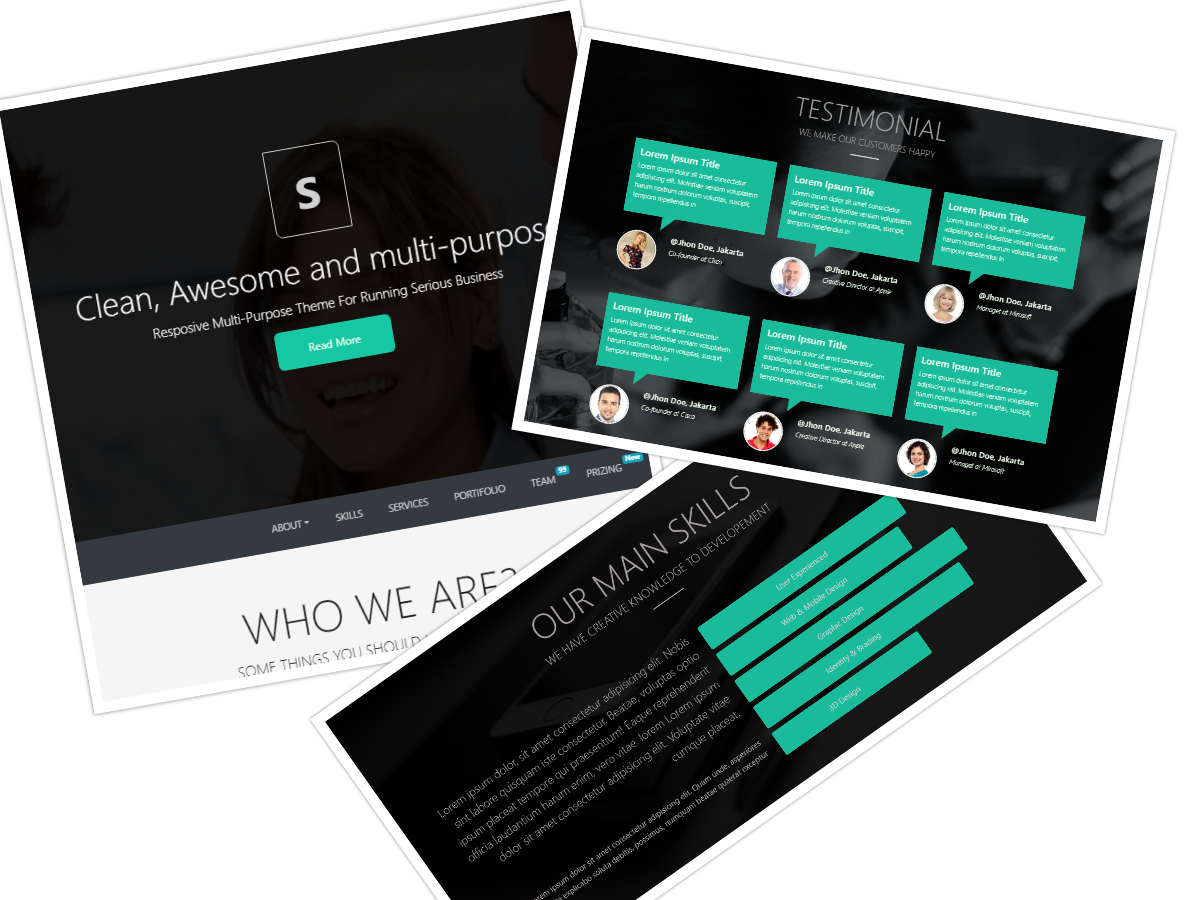 S
Clean, Awesome and multi-purpos
Resposive Multi-Purpose Theme For Running Serious Business
Read More
ABOUT
SKILLS
SERVICES
PORTIFOLO
TEAM
99
PRIZING
New
WHO WE ARE?
SOME THINGS YOU SHOULD
TESTIMONIAL
WE MAKE OUR CUSTOMERS HAPPY
Lorem Ipsum Title
Lorem ipsum dolor sit amet consectetur
adipisicing elit. Molestiae veniam voluptatem
harum nostrum dolorum voluptas, suscipit,
tempora repellendus in
@Jhon Doe, Jakarta
Co-founder at Cisco
Lorem Ipsum Title
Lorem ipsum dolor sit amet consectetur
adipisicing elit. Molestiae veniam voluptatem
harum nostrum dolorum voluptas, suscipit,
tempora repellendus in
@Jhon Doe, Jakarta
Creative Director at Apple
Lorem Ipsum Title
Lorem ipsum dolor sit amet consectetur
adipisicing elit. Molestiae veniam voluptatem
harum nostrum dolorum voluptas, suscipit,
tempora repellendus in
@Jhon Doe, Jakarta
Managet at Mirosoft
Lorem Ipsum Title
Lorem ipsum dolor sit amet consectetur
adipisicing elit. Molestiae veniam voluptatem
harum nostrum dolorum voluptas, suscipit,
tempora repellendus in
@Jhon Doe, Jakarta
Co-founder at Cisco
Lorem Ipsum Title
Lorem ipsum dolor sit amet consectetur
adipisicing elit. Molestiae veniam voluptatem
harum nostrum dolorum voluptas, suscipit,
tempora repellendus in
@Jhon Doe, Jakarta
Creative Director at Apple
Lorem Ipsum Title
Lorem ipsum dolor sit amet consectetur
adipisicing elit. Molestiae veniam voluptatem
harum nostrum dolorum voluptas, suscipit,
tempora repellendus in
@Jhon Doe, Jakarta
Managet at Mirosoft
OUR MAIN SKILLS
WE HAVE CREATIVE KNOWLEDGE TO DEVELOPEMENT
Lorem ipsum dolor, sit amet consectetur adipisicing elit. Nobis
sint labore quisquam iste consectetur. Beatae, voluptas optio
ipsum placeat tempore qui praesentium! Eaque reprehenderit
officia laudantium harum enim, vero vitae. lorem Lorem ipsum
dolor sit amet consectetur adipisicing elit. Voluptate vitae
cumque placeat.
ipsum dolor sit amet consectetur adipisicing elit. Quam unde, asperiores
explicabo soluta debitis, possimus, numquam beatae quaerat exceptur
User Experienced
Web & Mobile Design
Graphic Design
Identity & Brading
3D Design